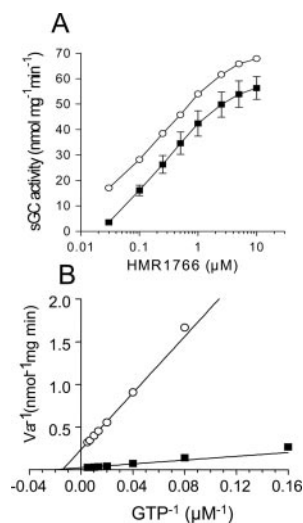 A
sGC activity (nmol mg⁻¹min⁻¹)
70
60
50
40
30
20
10
0
0.01 0.1 1 10 100
HMR1766 (μM)
B
Va⁻¹(nmol⁻¹mg min)
2.0
1.5
1.0
0.5
-0.04 0.00 0.04 0.08 0.12 0.16
GTP⁻¹ (μM⁻¹)